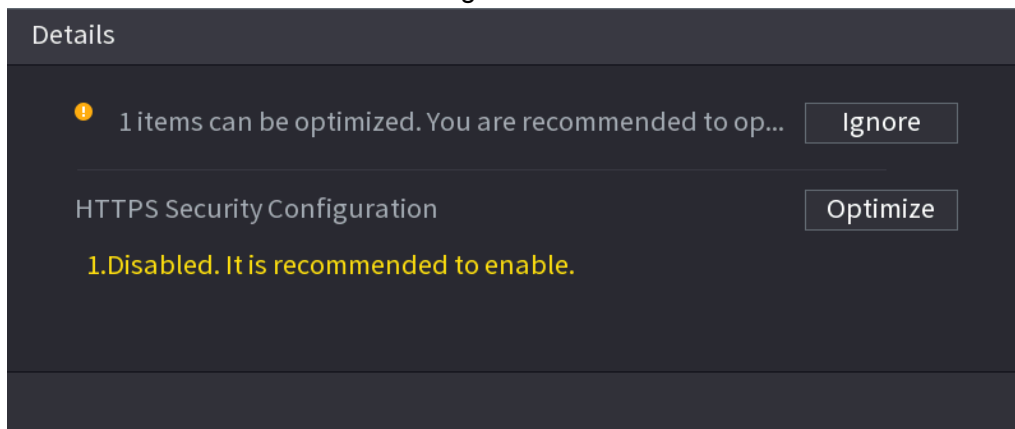 Details
1 items can be optimized. You are recommended to op... Ignore
HTTPS Security Configuration Optimize
1.Disabled. It is recommended to enable.